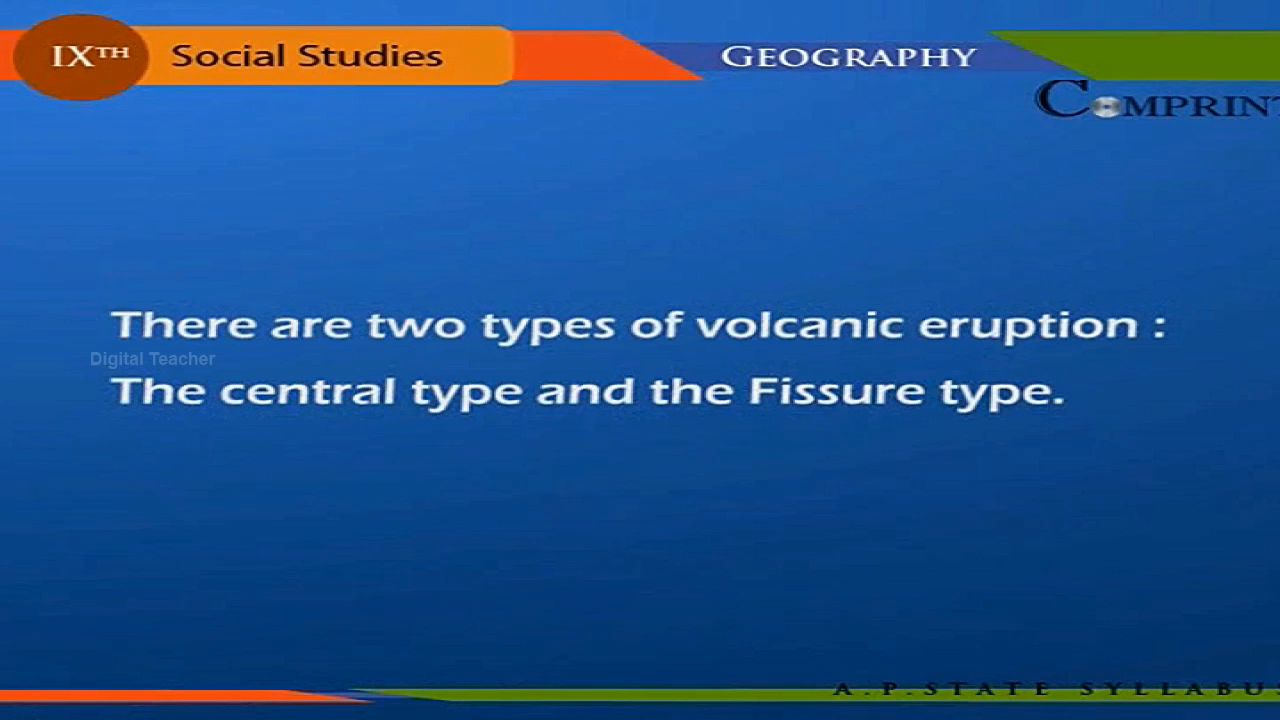 IXTH Social Studies GEOGRAPHY
COMPRINT
There are two types of volcanic eruption :
Digital Teacher
The central type and the Fissure type.
A.P.STATE SYLLABUS